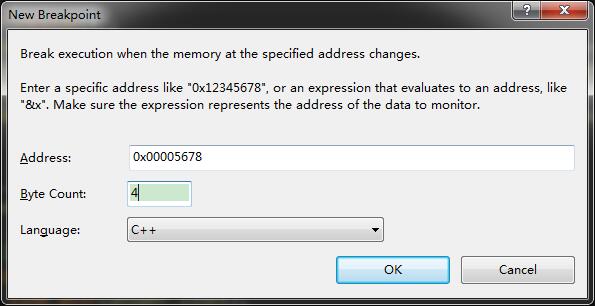 New Breakpoint
Break execution when the memory at the specified address changes.
Enter a specific address like "0x12345678", or an expression that evaluates to an address, like
"&x". Make sure the expression represents the address of the data to monitor.
Address: 0x00005678
Byte Count: 4
Language: C++
OK Cancel